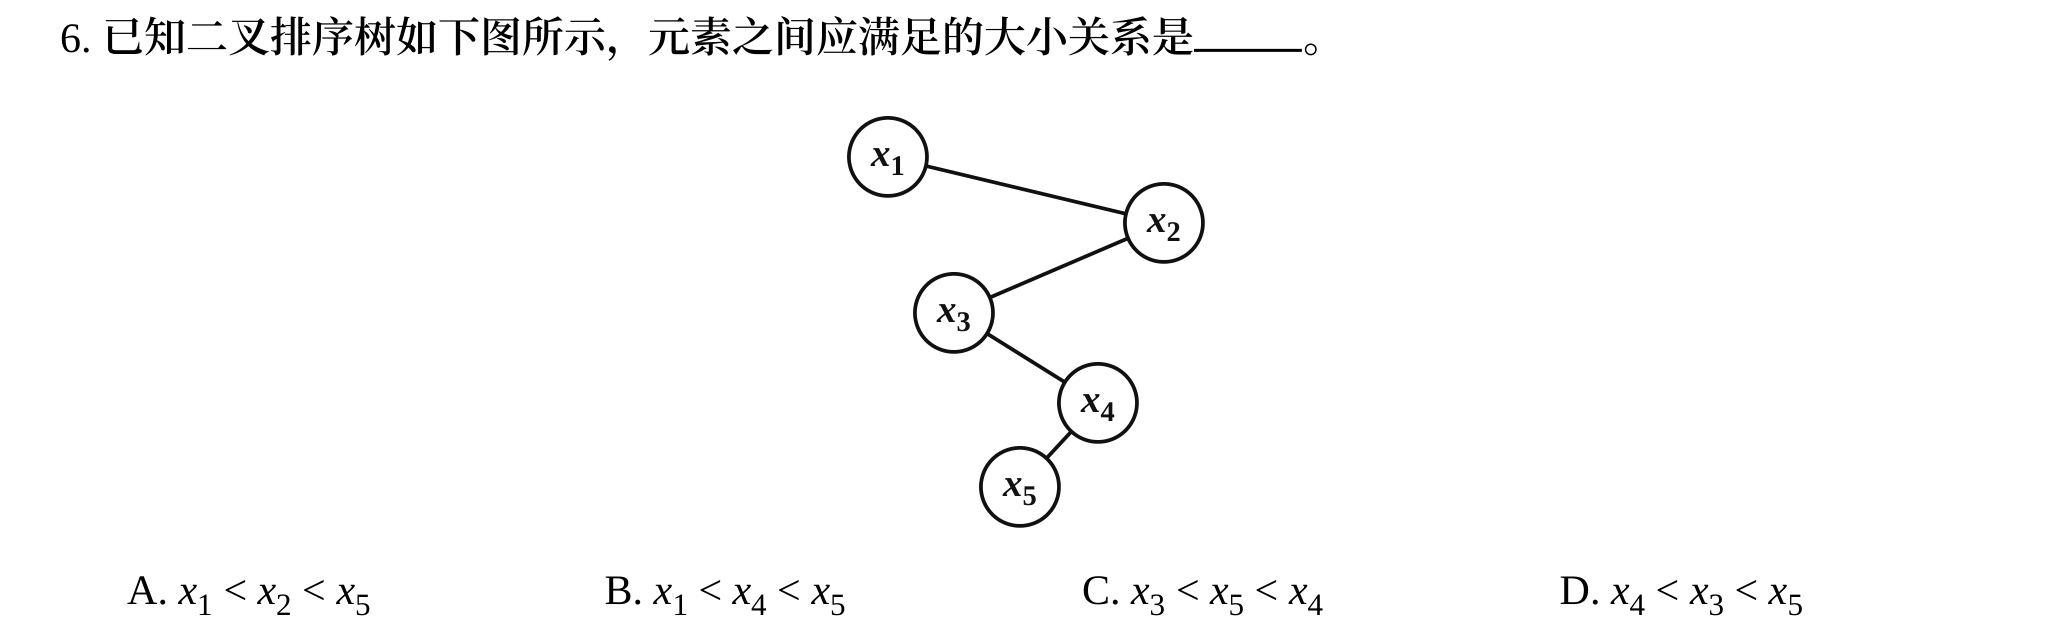 6. 已知二叉排序树如下图所示，元素之间应满足的大小关系是_____。
x1
x2
x3
x4
x5
A. x1 < x2 < x5 B. x1 < x4 < x5 C. x3 < x5 < x4 D. x4 < x3 < x5